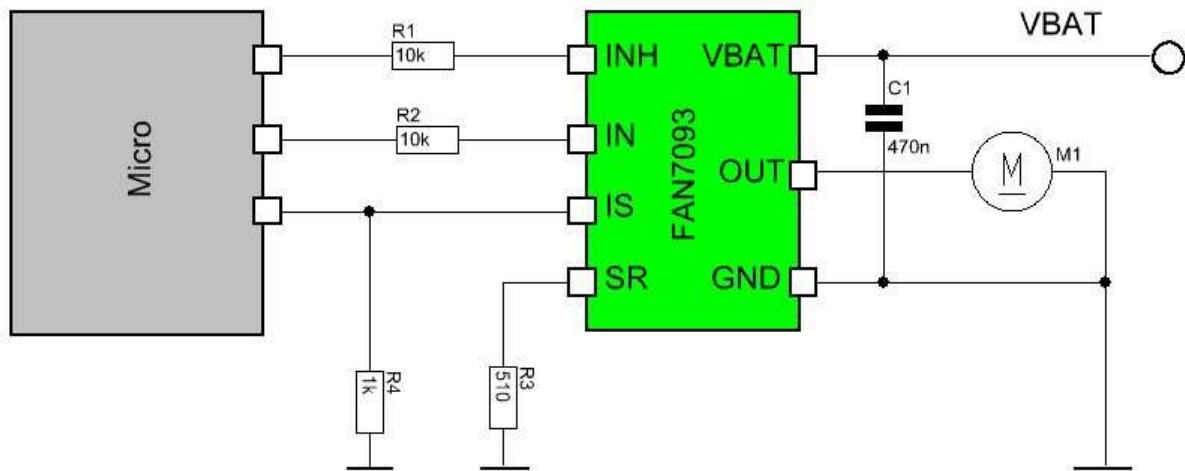 VBAT
R1
10k
INH
VBAT
C1
470n
R2
10k
IN
Micro
FAN7093
OUT
M
M1
IS
SR
GND
R4
1k
R3
510